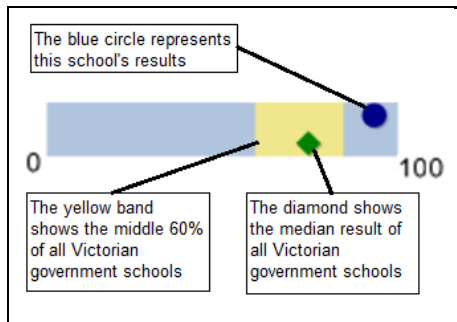 The blue circle represents
this school's results
0
100
The yellow band
shows the middle 60%
of all Victorian
government schools
The diamond shows
the median result of
all Victorian
government schools